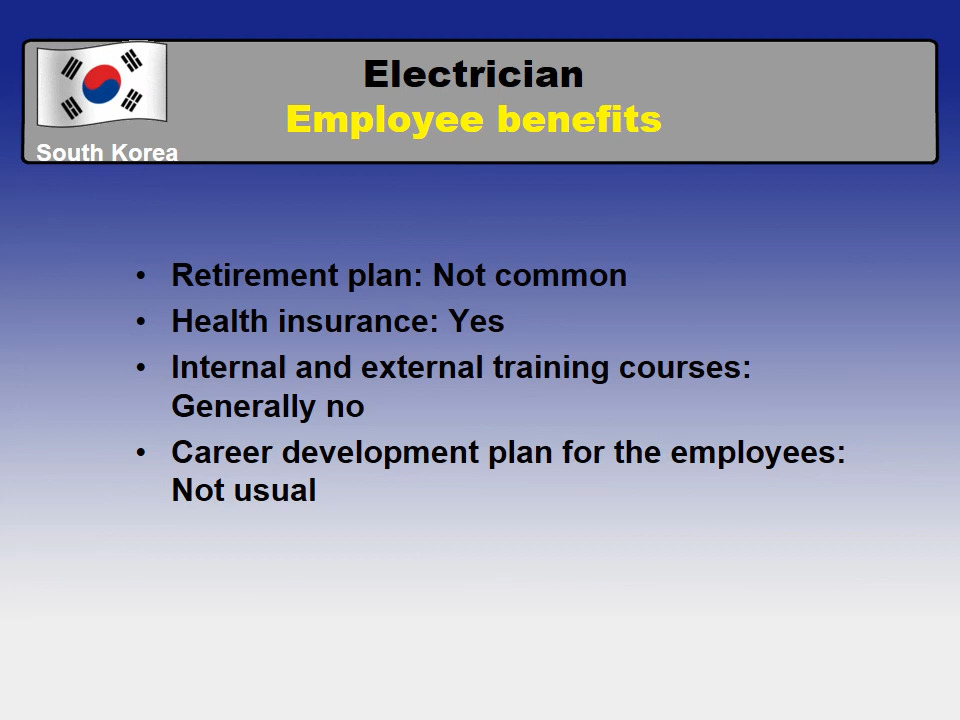 Electrician
Employee benefits
South Korea
• Retirement plan: Not common
• Health insurance: Yes
• Internal and external training courses:
Generally no
• Career development plan for the employees:
Not usual